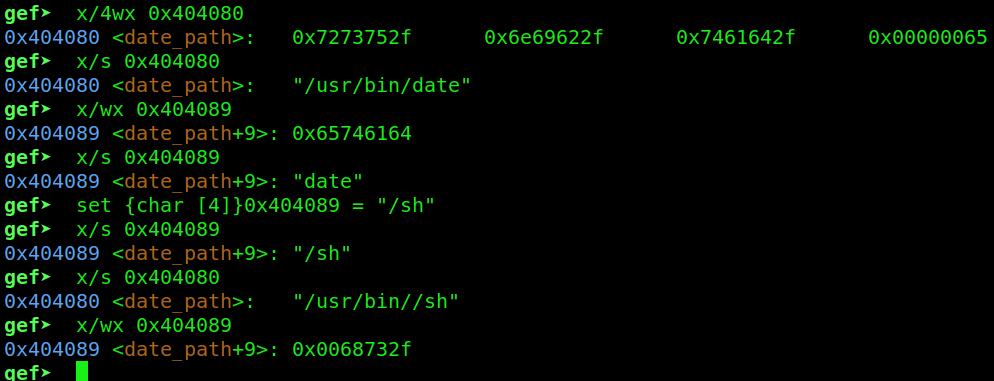 gef➤  x/4wx 0x404080
0x404080 <date_path>:   0x7273752f      0x6e69622f      0x7461642f      0x00000065
gef➤  x/s 0x404080
0x404080 <date_path>:   "/usr/bin/date"
gef➤  x/wx 0x404089
0x404089 <date_path+9>: 0x65746164
gef➤  x/s 0x404089
0x404089 <date_path+9>: "date"
gef➤  set {char [4]}0x404089 = "/sh"
gef➤  x/s 0x404089
0x404089 <date_path+9>: "/sh"
gef➤  x/s 0x404080
0x404080 <date_path>:   "/usr/bin//sh"
gef➤  x/wx 0x404089
0x404089 <date_path+9>: 0x0068732f
gef➤